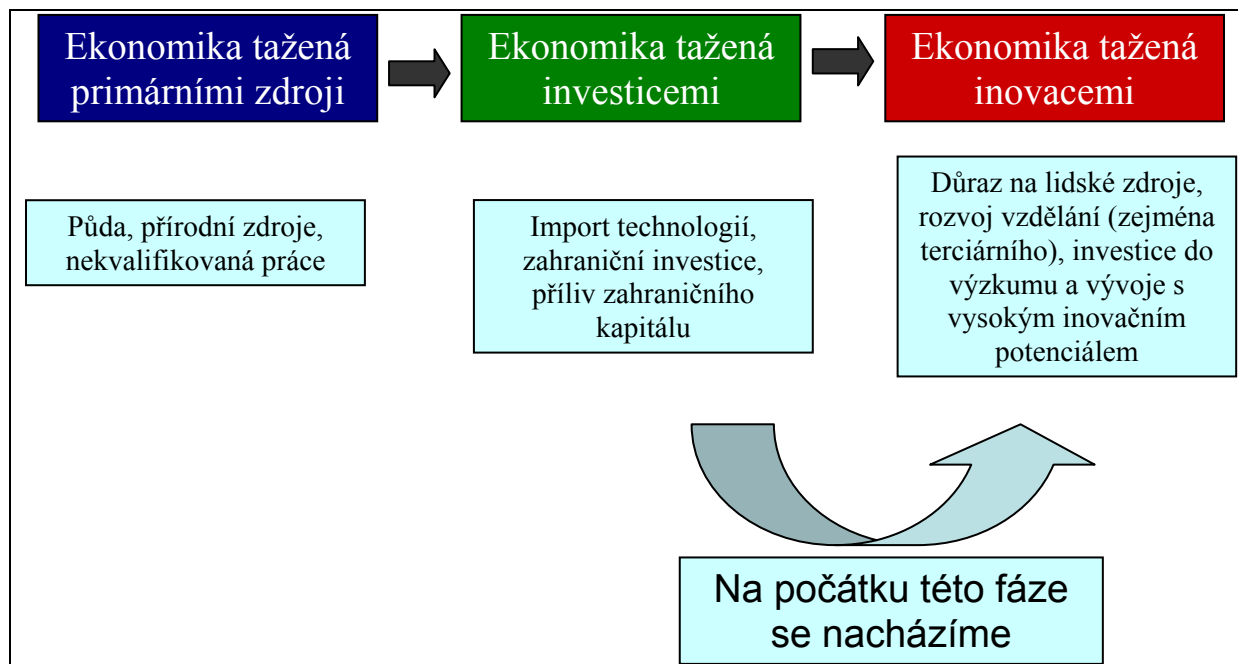 Ekonomika tažená
primárními zdroji
Ekonomika tažená
investicemi
Ekonomika tažená
inovacemi
Půda, přírodní zdroje,
nekvalifikovaná práce
Import technologií,
zahraniční investice,
příliv zahraničního
kapitálu
Důraz na lidské zdroje,
rozvoj vzdělání (zejména
terciárního), investice do
výzkumu a vývoje s
vysokým inovačním
potenciálem
Na počátku této fáze
se nacházíme